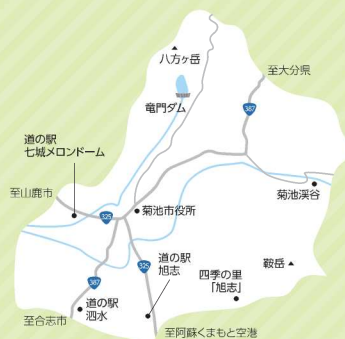 八方ヶ岳
至大分県
竜門ダム
387
道の駅
七城メロンドーム
至山鹿市
菊池渓谷
菊池市役所
325
325
道の駅
旭志
鞍岳
四季の里
「旭志」
387
道の駅
泗水
至合志市
至阿蘇くまもと空港